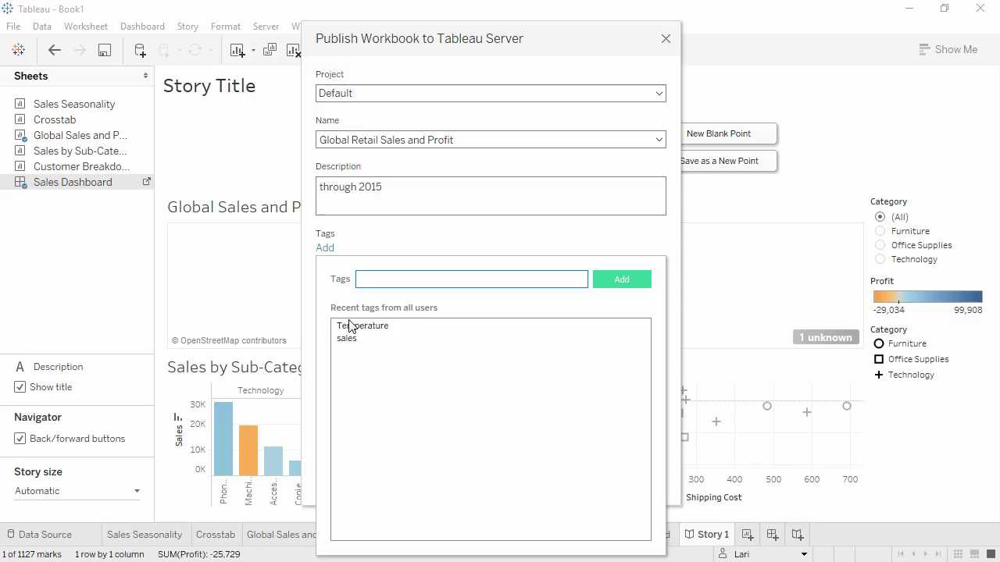 Tableau - Book1
File Data Worksheet Dashboard Story Format Server
Show Me
Sheets
Sales Seasonality
Crosstab
Global Sales and P...
Sales by Sub-Cate...
Customer Breakdo...
Sales Dashboard
Description
Show title
Navigator
Back/forward buttons
Story size
Automatic
Story Title
Global Sales and P
© OpenStreetMap contributors
Sales by Sub-Categ
Technology
30K
20K
10K
0K
Sales
Phon..
Machi..
Acces..
Copie
Publish Workbook to Tableau Server
Project
Default
Name
Global Retail Sales and Profit
Description
through 2015
Tags
Add
Tags
Add
Recent tags from all users
Temperature
sales
New Blank Point
Save as a New Point
1 unknown
300 400 500 600 700
Shipping Cost
Category
(All)
Furniture
Office Supplies
Technology
Profit
-29,034 99,908
Category
Furniture
Office Supplies
Technology
Data Source Sales Seasonality Crosstab Global Sales and Story 1
1 of 1127 marks 1 row by 1 column SUM(Profit): -25,729 Lari